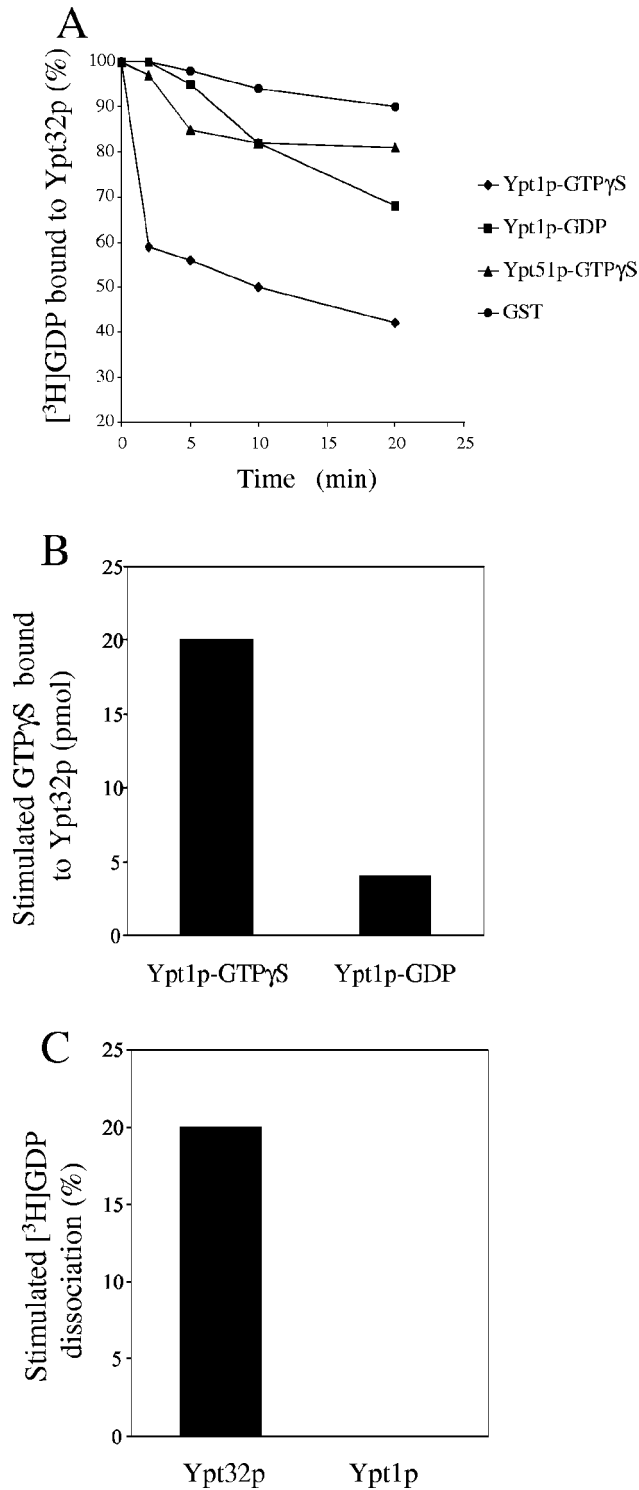 A
[³H]GDP bound to Ypt32p (%)
100
90
80
70
60
50
40
30
20
0
5
10
15
20
25
Time (min)
Ypt1p-GTPγS
Ypt1p-GDP
Ypt51p-GTPγS
GST
B
Stimulated GTPγS bound
to Ypt32p (pmol)
25
20
15
10
5
0
Ypt1p-GTPγS
Ypt1p-GDP
C
Stimulated [³H]GDP
dissociation (%)
25
20
15
10
5
0
Ypt32p
Ypt1p